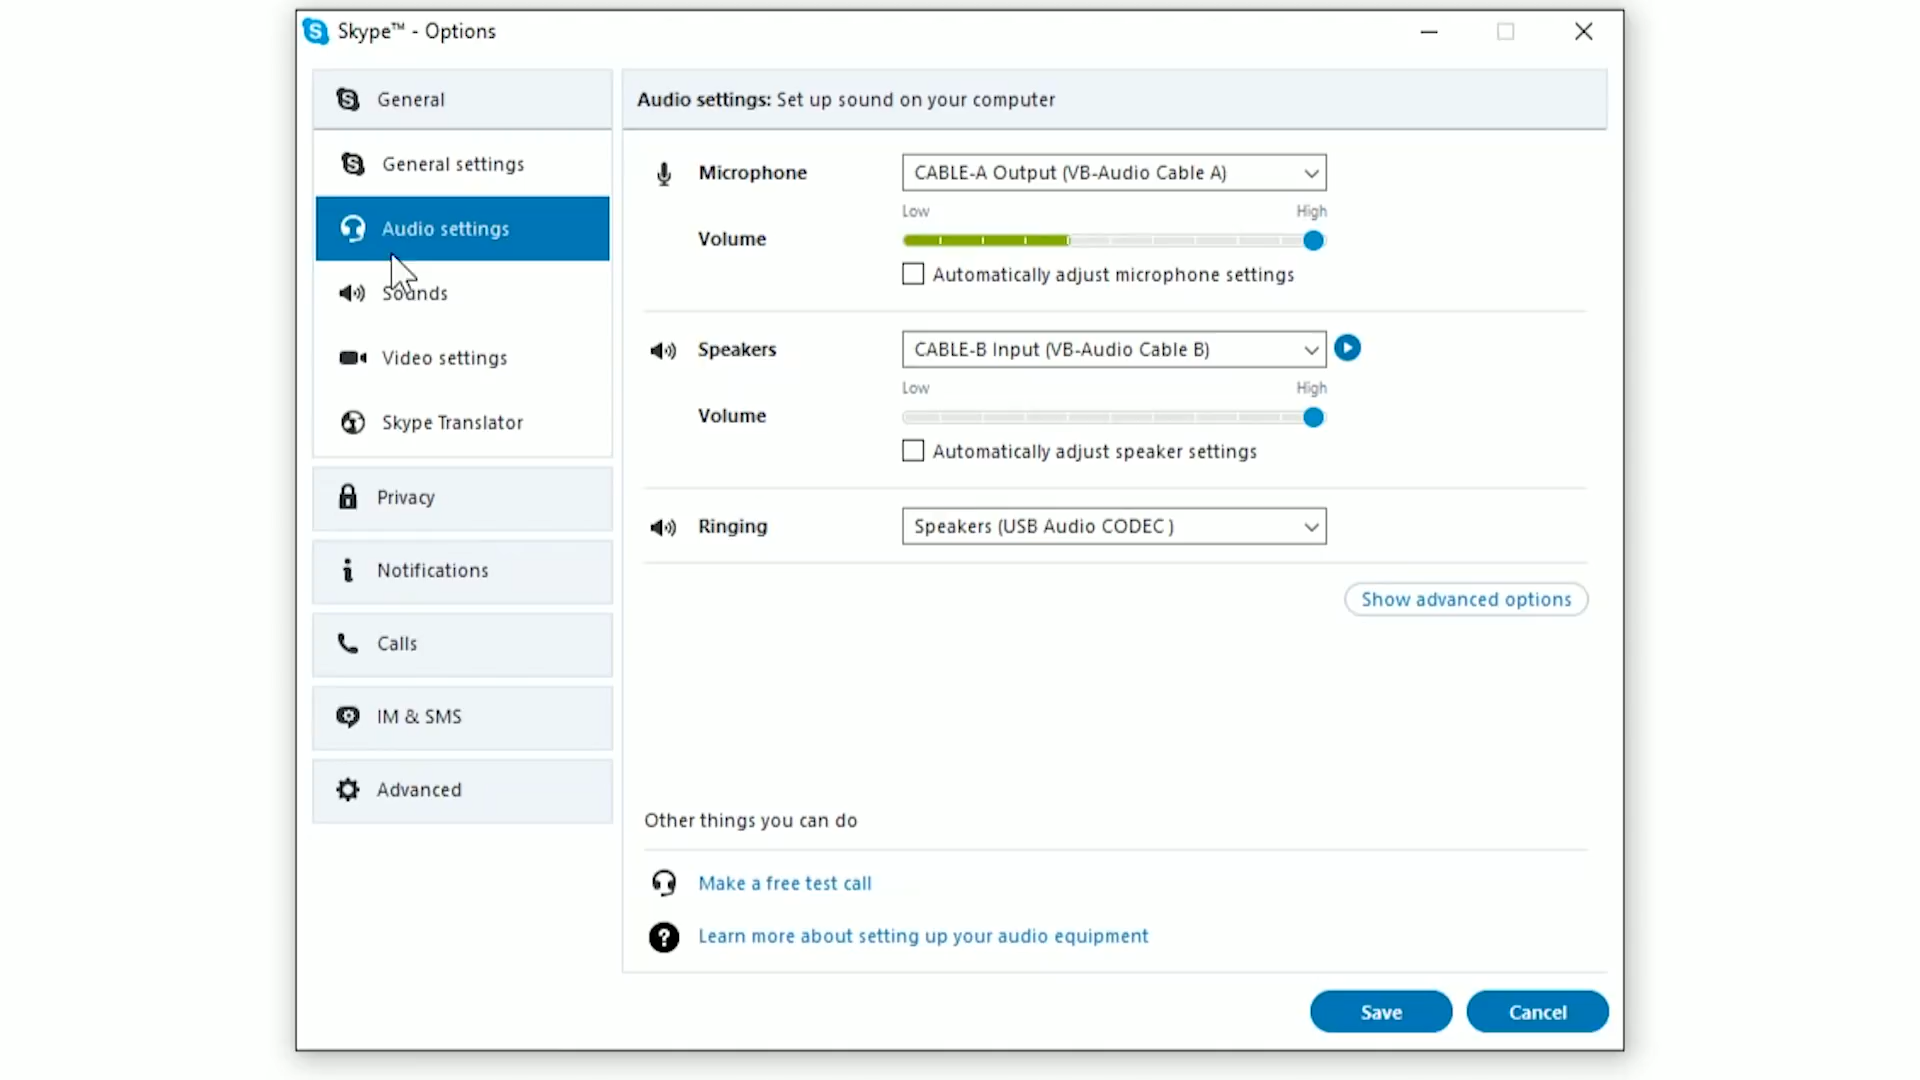 Skype™ - Options
General
General settings
Audio settings
Sounds
Video settings
Skype Translator
Privacy
Notifications
Calls
IM & SMS
Advanced
Audio settings: Set up sound on your computer
Microphone
CABLE-A Output (VB-Audio Cable A)
Low High
Volume
Automatically adjust microphone settings
Speakers
CABLE-B Input (VB-Audio Cable B)
Low High
Volume
Automatically adjust speaker settings
Ringing
Speakers (USB Audio CODEC )
Show advanced options
Other things you can do
Make a free test call
Learn more about setting up your audio equipment
Save
Cancel